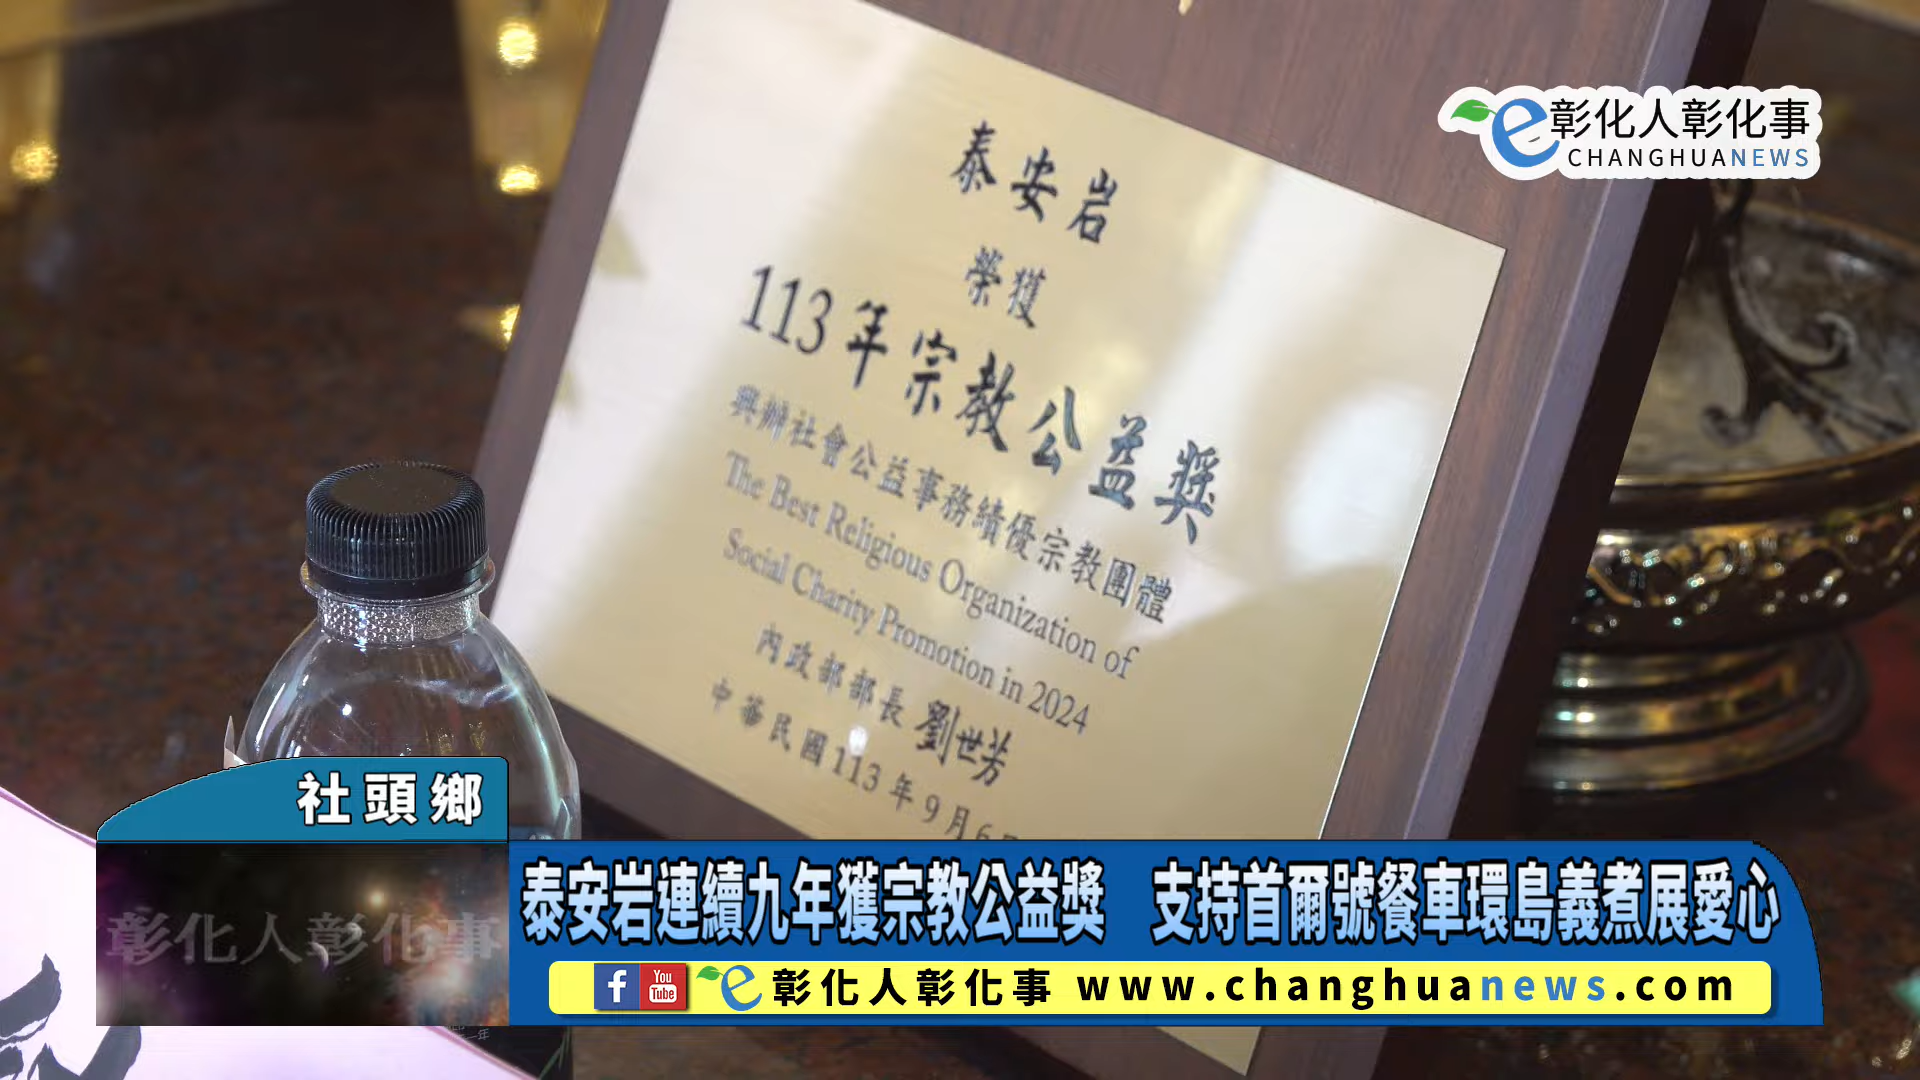 彰化人彰化事
CHANGHUANEWS
泰安岩
榮獲
113年宗教公益獎
興辦社會公益事務績優宗教團體
The Best Religious Organization of
Social Charity Promotion in 2024
內政部部長 劉世芳
中華民國113年9月6日
社頭鄉
彰化人彰化事
泰安岩連續九年獲宗教公益獎 支持首爾號餐車環島義煮展愛心
f You Tube e 彰化人彰化事 www.changhuanews.com